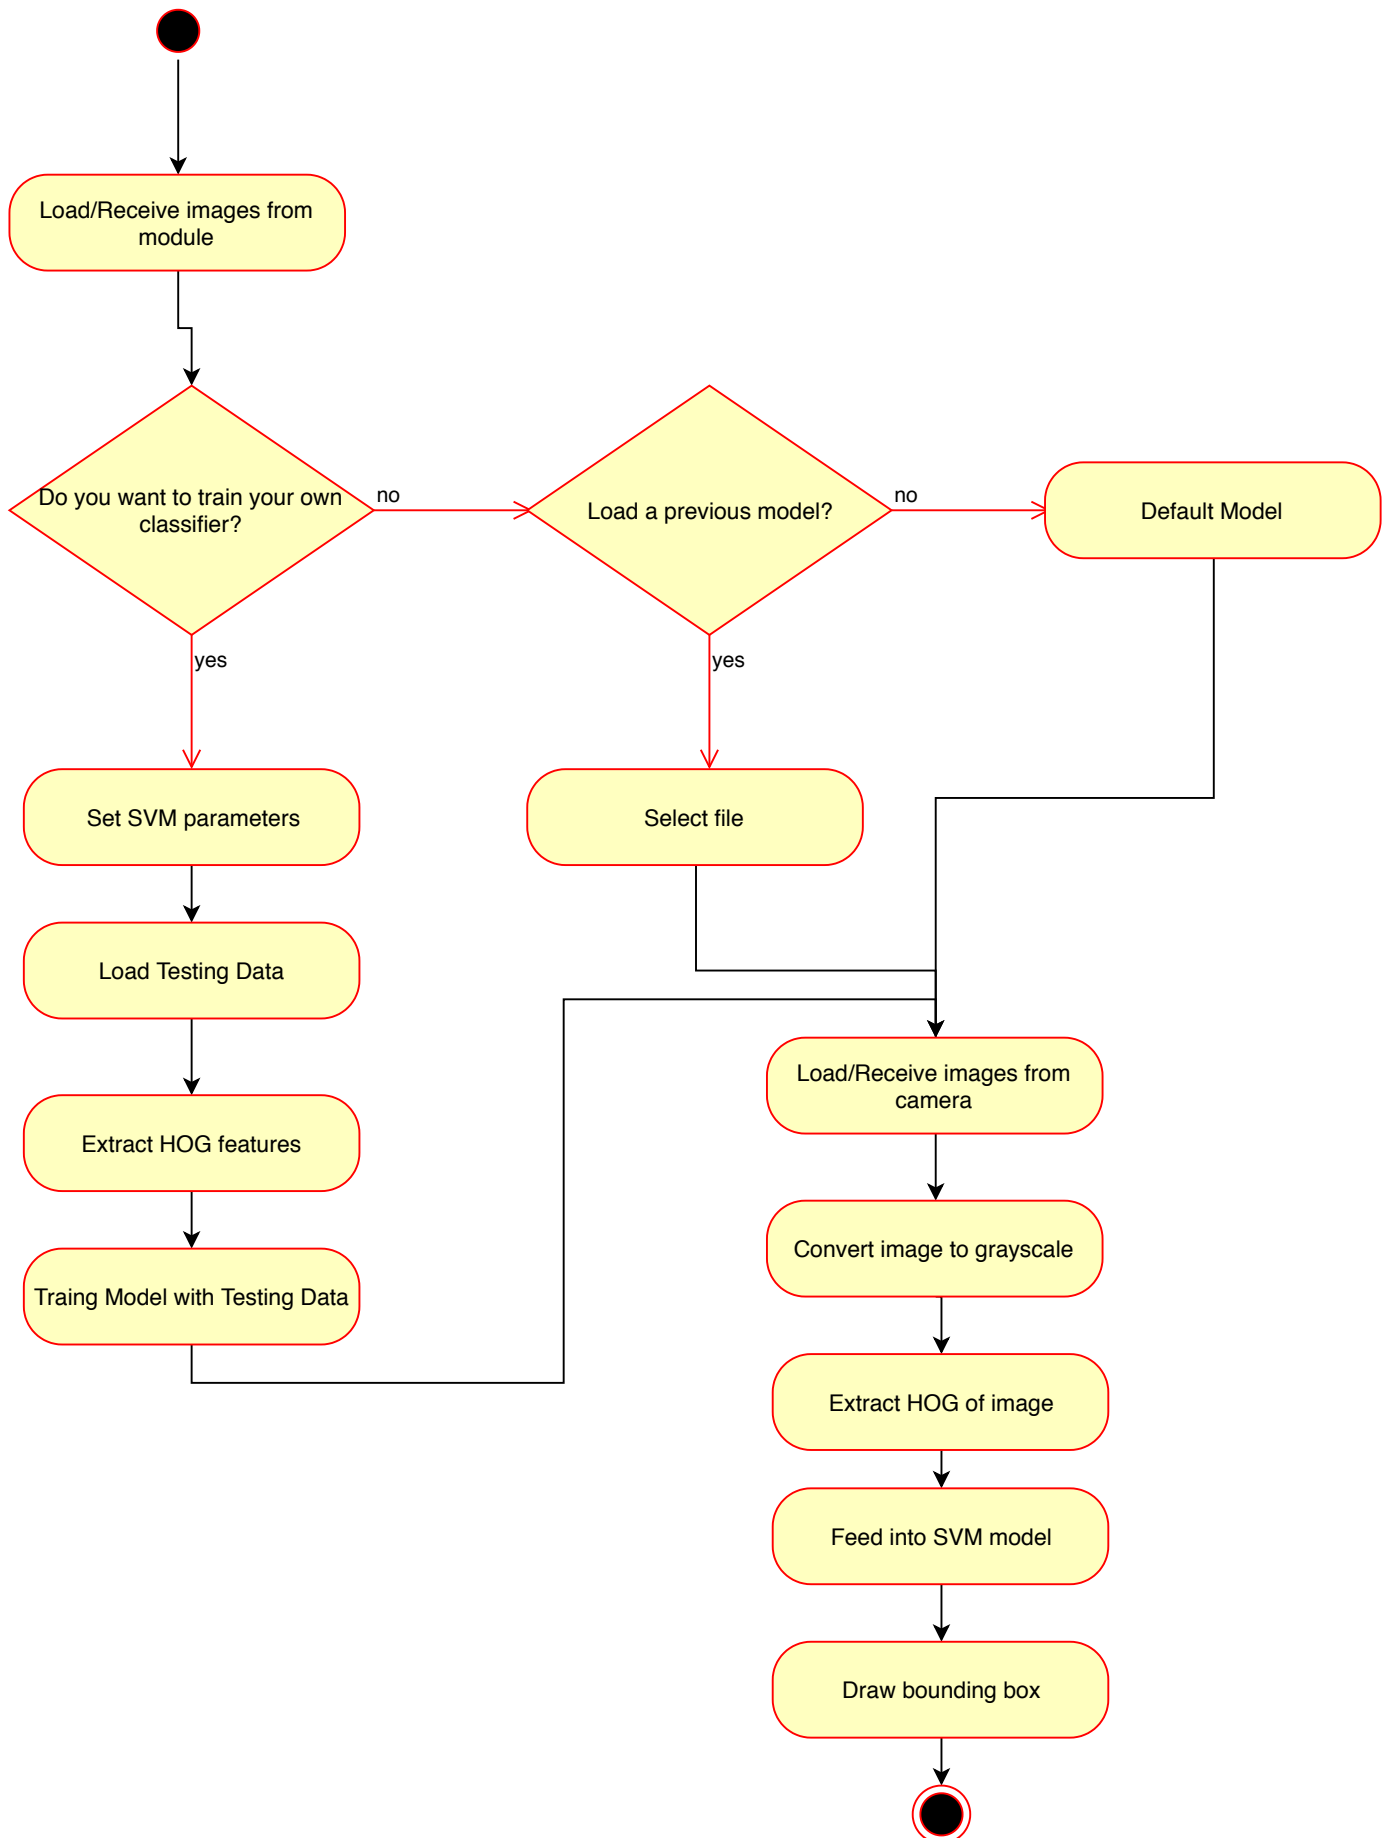 Load/Receive images from
module
Do you want to train your own
classifier?
no
Load a previous model?
no
Default Model
yes
yes
Set SVM parameters
Select file
Load Testing Data
Extract HOG features
Traing Model with Testing Data
Load/Receive images from
camera
Convert image to grayscale
Extract HOG of image
Feed into SVM model
Draw bounding box